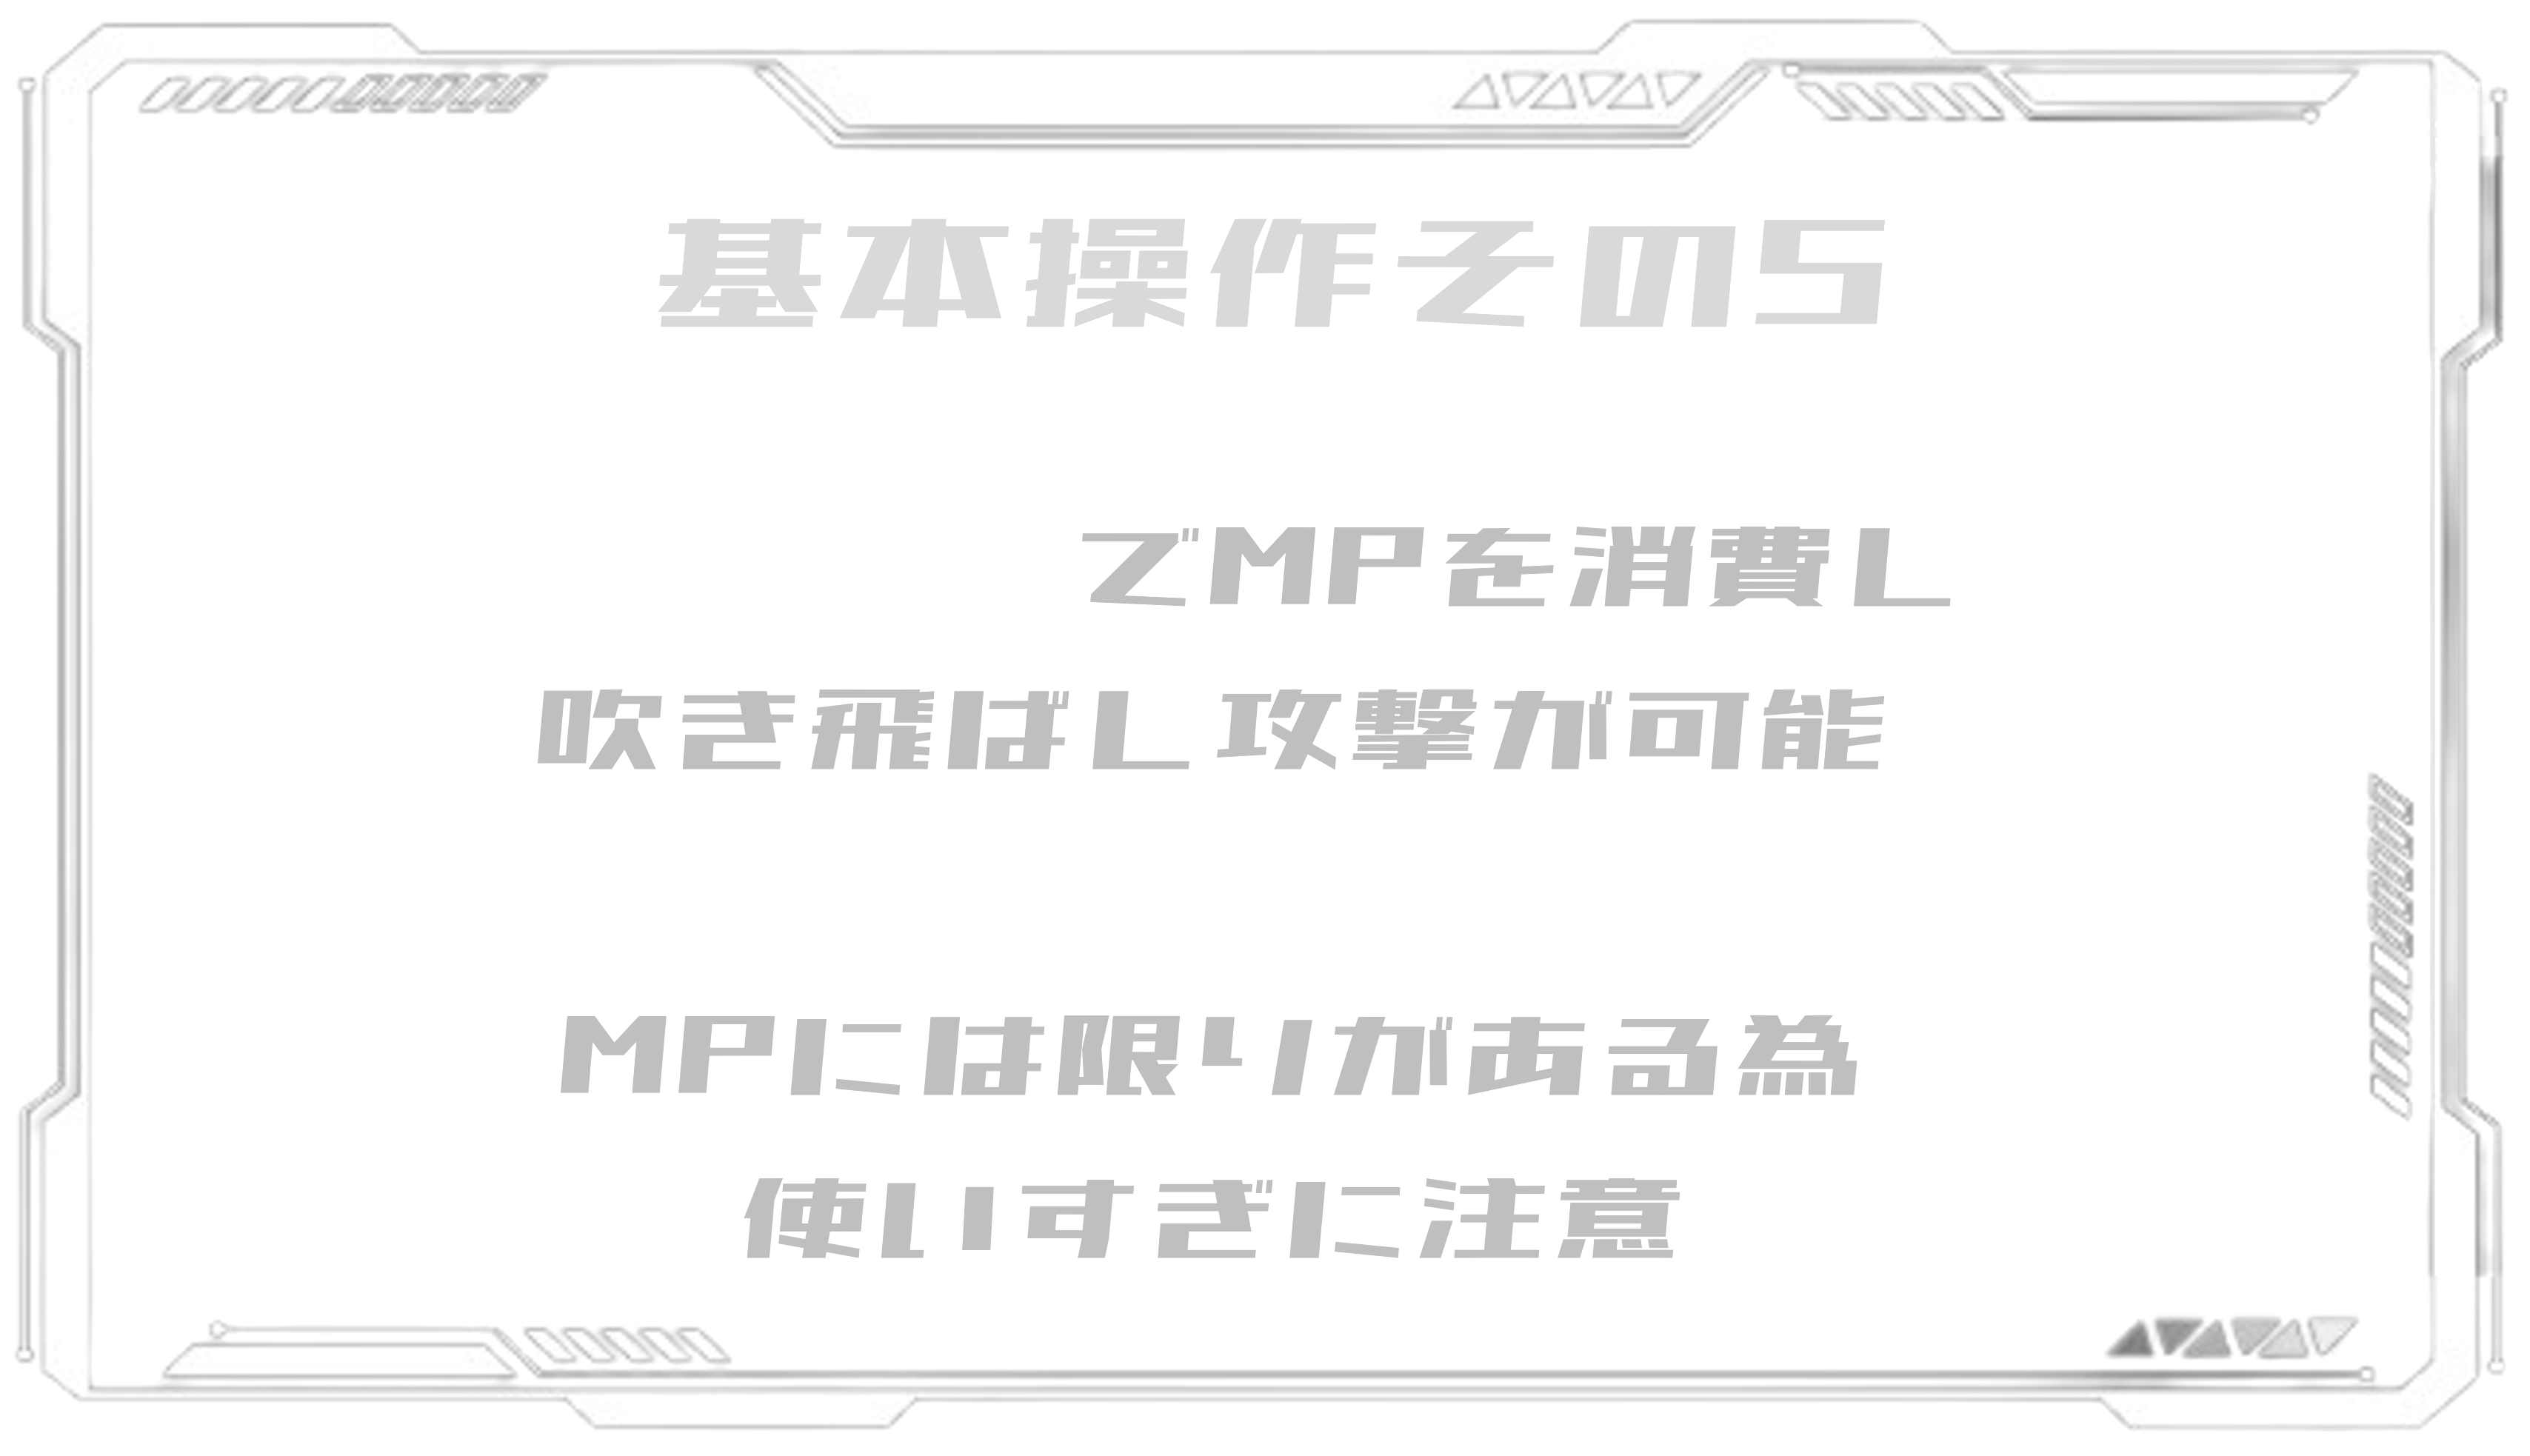 基本操作その5
でMPを消費し
吹き飛ばし攻撃が可能
MPには限りがある為
使いすぎに注意